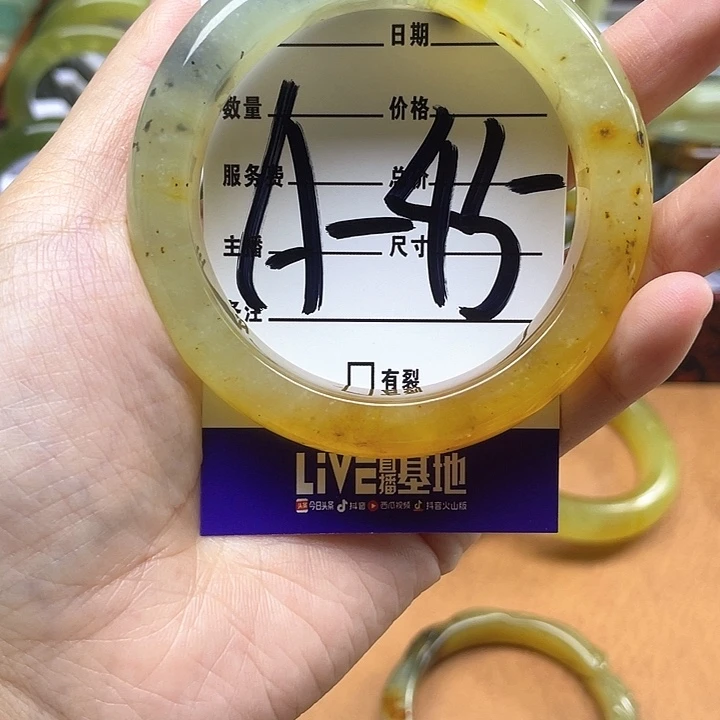 日期
数量 价格
服务费 总价
A-45
主播 尺寸
备注
有裂
LiVE直播基地
头条 今日头条 抖音 西瓜视频 抖音火山版